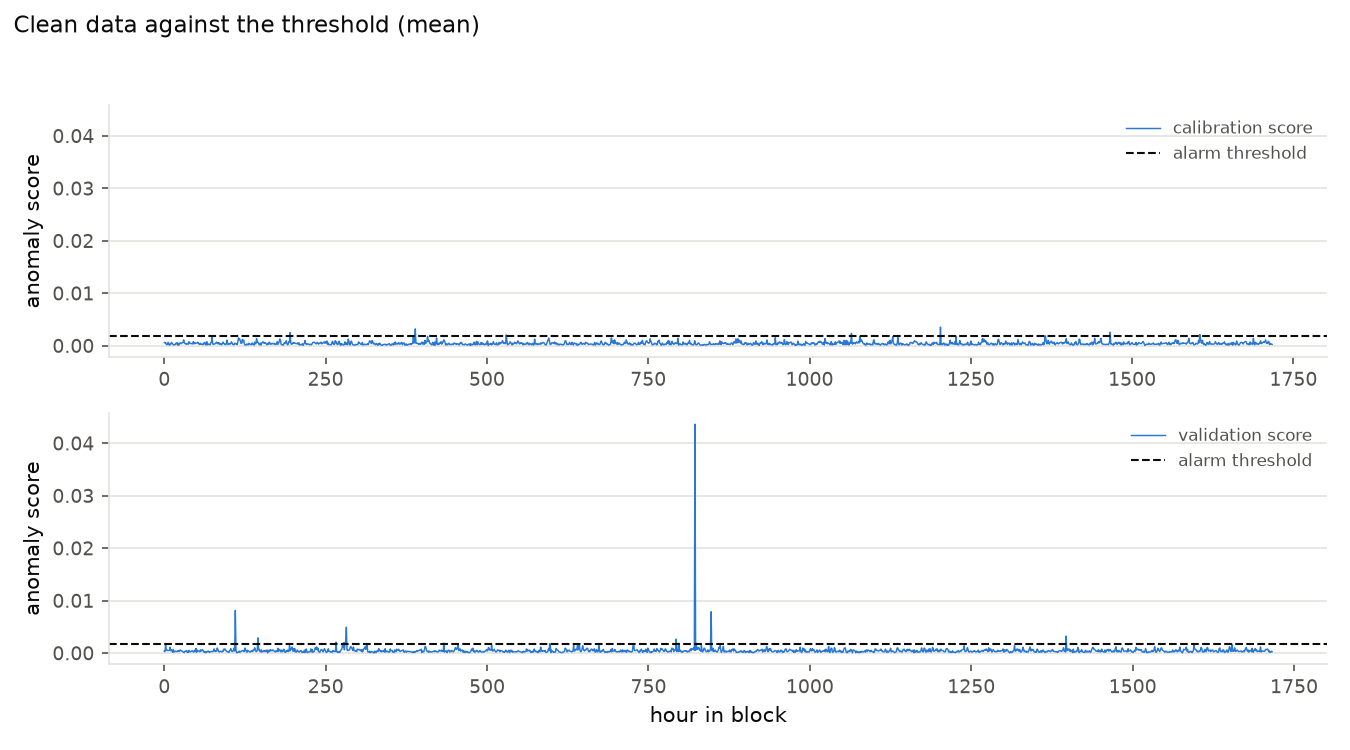 Clean data against the threshold (mean)
calibration score
alarm threshold
anomaly score
0.04
0.03
0.02
0.01
0.00
0 250 500 750 1000 1250 1500 1750
validation score
alarm threshold
anomaly score
0.04
0.03
0.02
0.01
0.00
0 250 500 750 1000 1250 1500 1750
hour in block